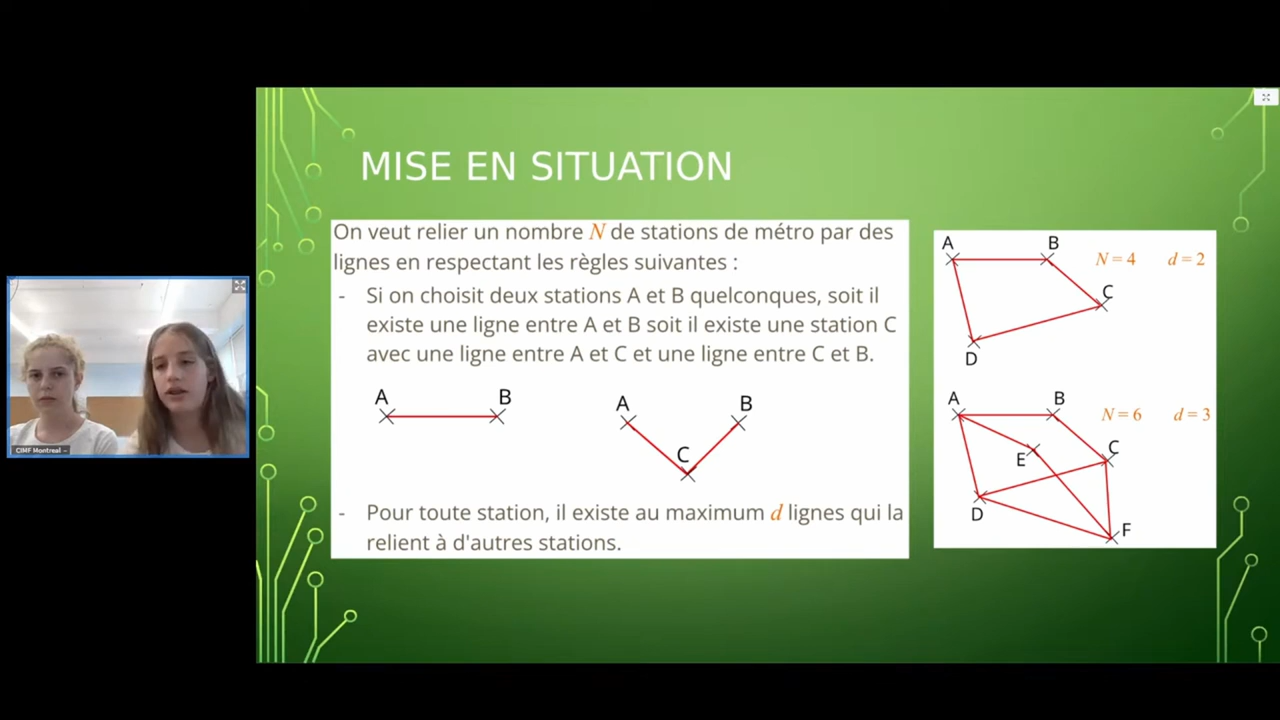 MISE EN SITUATION
On veut relier un nombre N de stations de métro par des
lignes en respectant les règles suivantes :
- Si on choisit deux stations A et B quelconques, soit il
existe une ligne entre A et B soit il existe une station C
avec une ligne entre A et C et une ligne entre C et B.
A B
A B
C
- Pour toute station, il existe au maximum d lignes qui la
relient à d'autres stations.
A B
N = 4 d = 2
C
D
A B
N = 6 d = 3
C
E
D
F
CIMF Montreal –